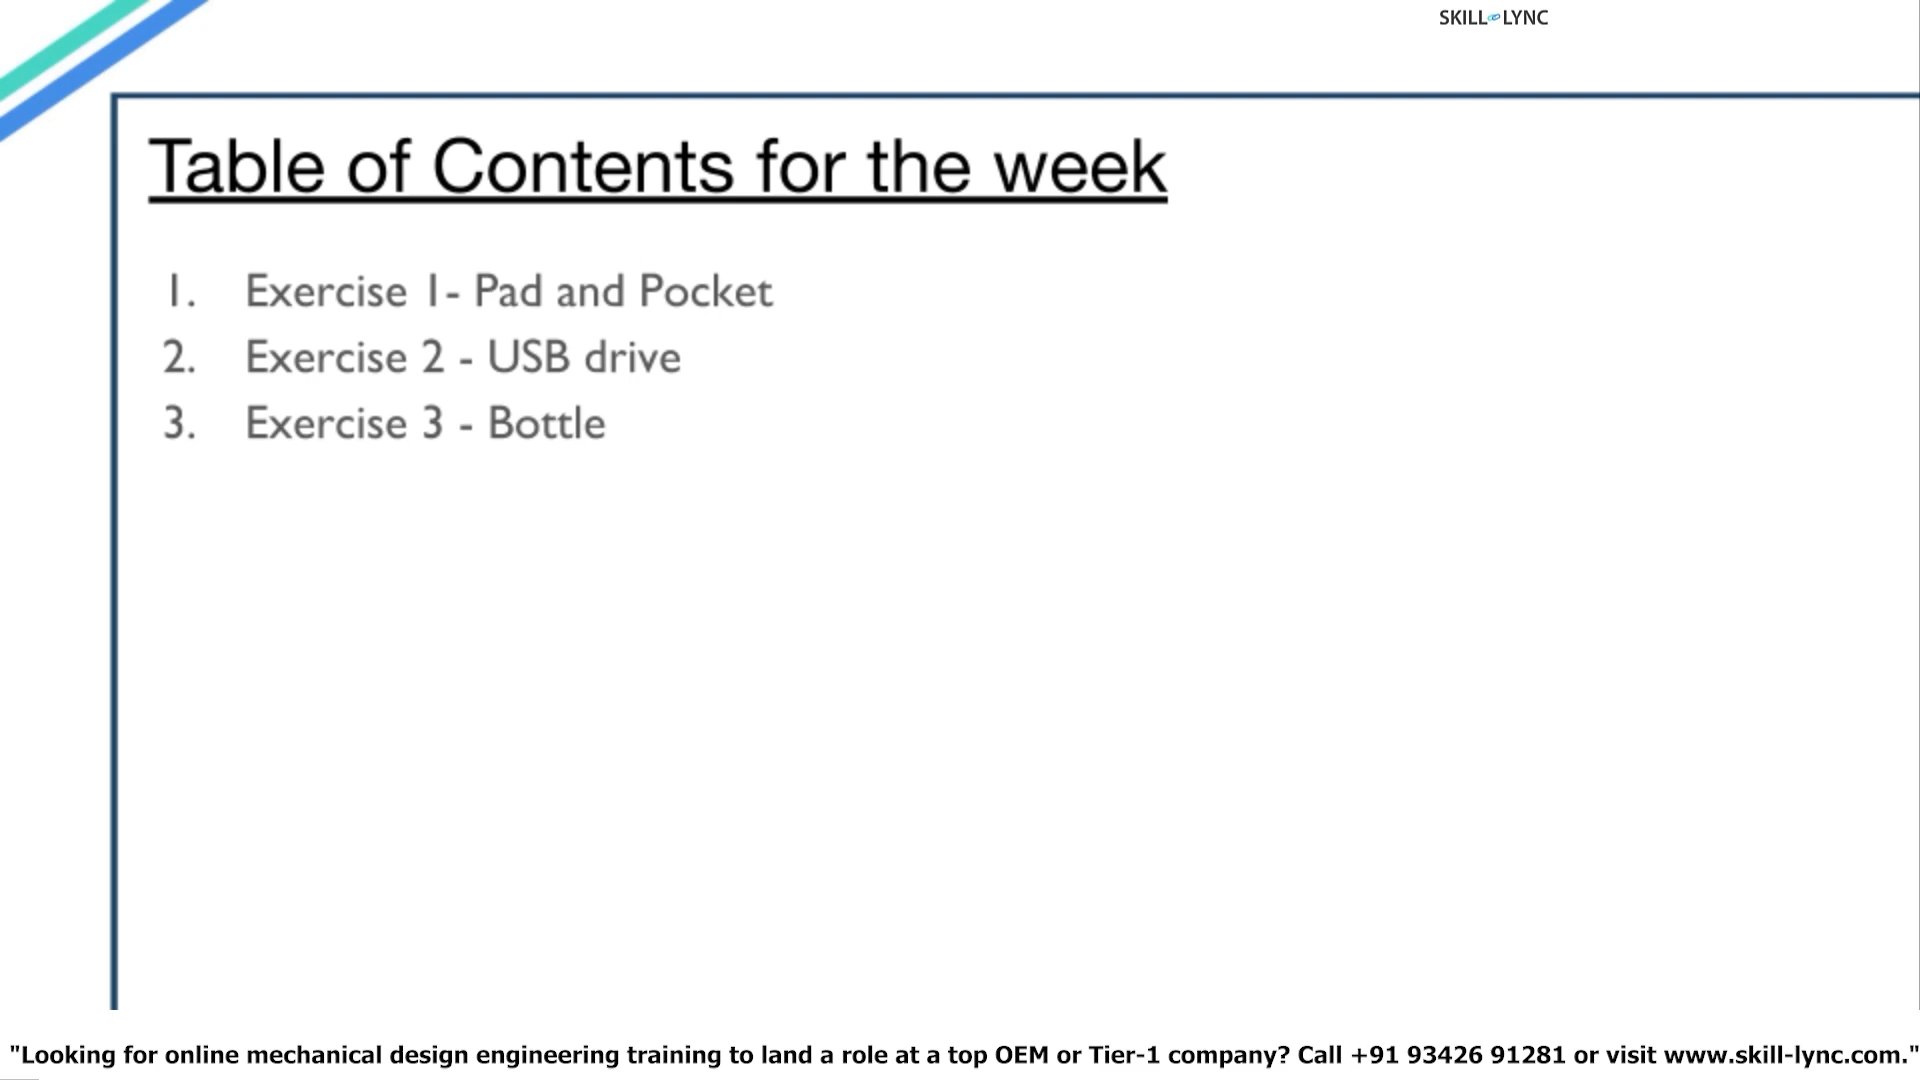 SKILL LYNC
Table of Contents for the week
1. Exercise 1- Pad and Pocket
2. Exercise 2 - USB drive
3. Exercise 3 - Bottle
"Looking for online mechanical design engineering training to land a role at a top OEM or Tier-1 company? Call +91 93426 91281 or visit www.skill-lync.com."